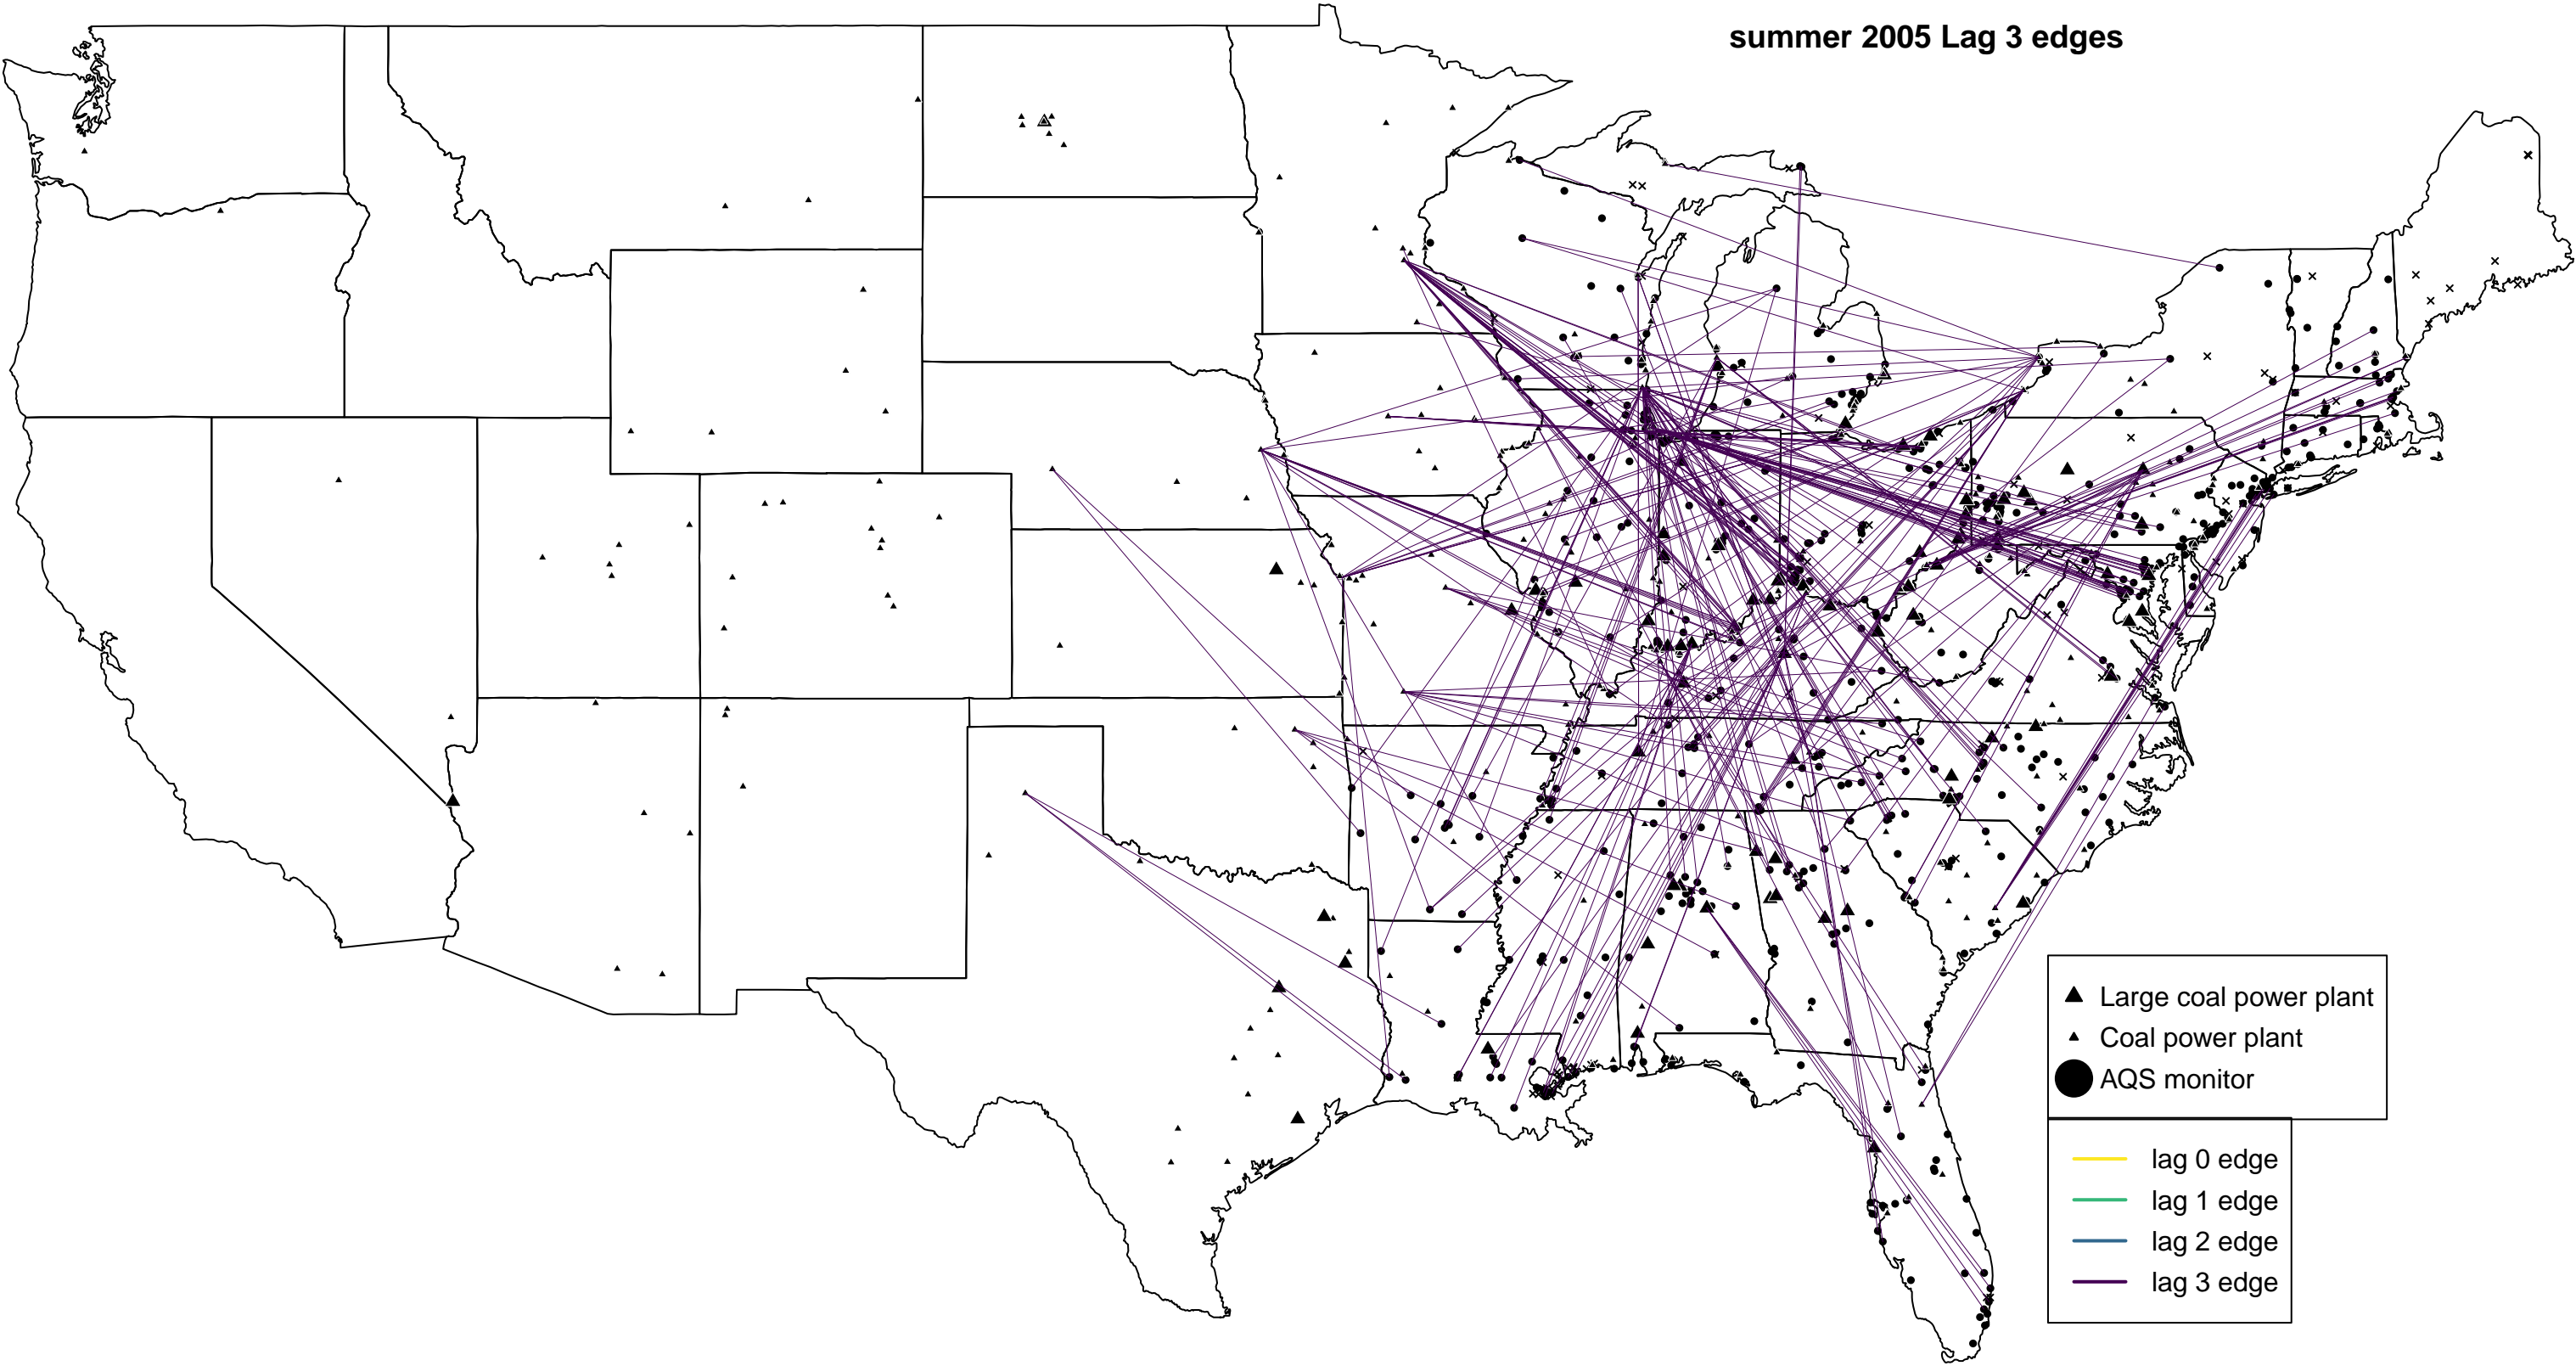 summer 2005 Lag 3 edges
Large coal power plant
Coal power plant
AQS monitor
lag 0 edge
lag 1 edge
lag 2 edge
lag 3 edge